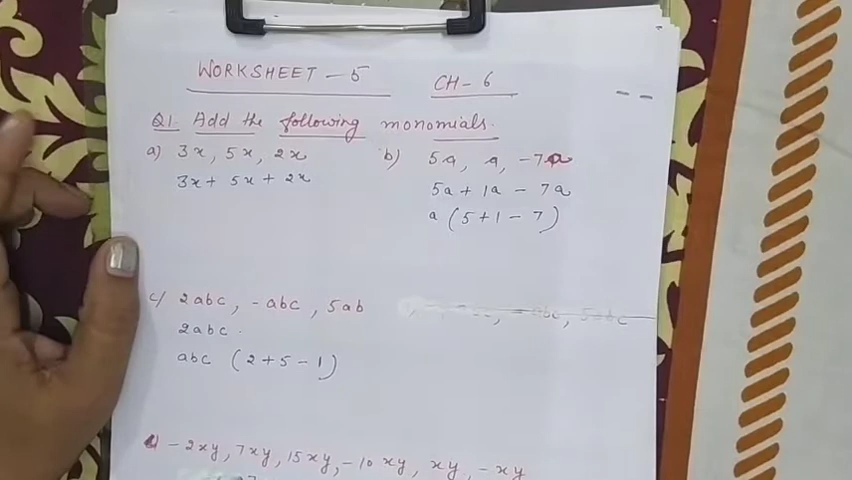 WORKSHEET - 5 CH - 6
Q1. Add the following monomials.
a) 3x, 5x, 2x b) 5a, a, -7a
3x + 5x + 2x 5a + 1a - 7a
a (5+1-7)
c) 2abc, -abc, 5ab
2abc.
abc (2+5-1)
d) -2xy, 7xy, 15xy, -10xy, xy, -xy